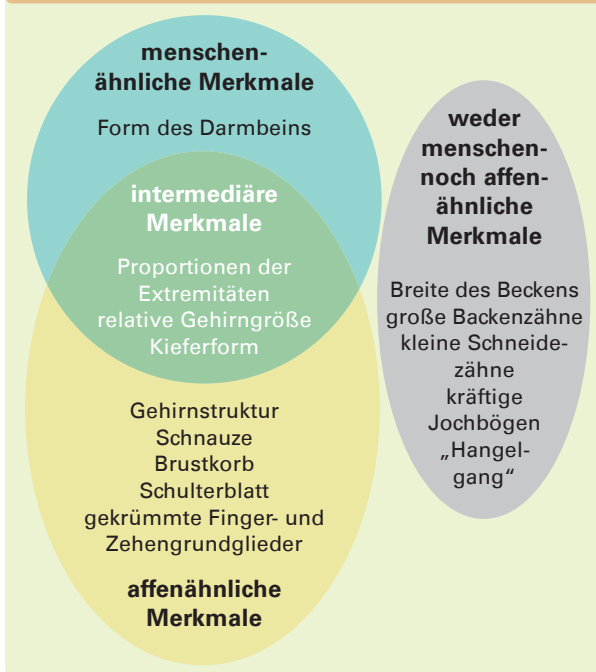 menschen-
ähnliche Merkmale
Form des Darmbeins
intermediäre
Merkmale
Proportionen der
Extremitäten
relative Gehirngröße
Kieferform
Gehirnstruktur
Schnauze
Brustkorb
Schulterblatt
gekrümmte Finger- und
Zehengrundglieder
affenähnliche
Merkmale
weder
menschen-
noch affen-
ähnliche
Merkmale
Breite des Beckens
große Backenzähne
kleine Schneide-
zähne
kräftige
Jochbögen
„Hangel-
gang“